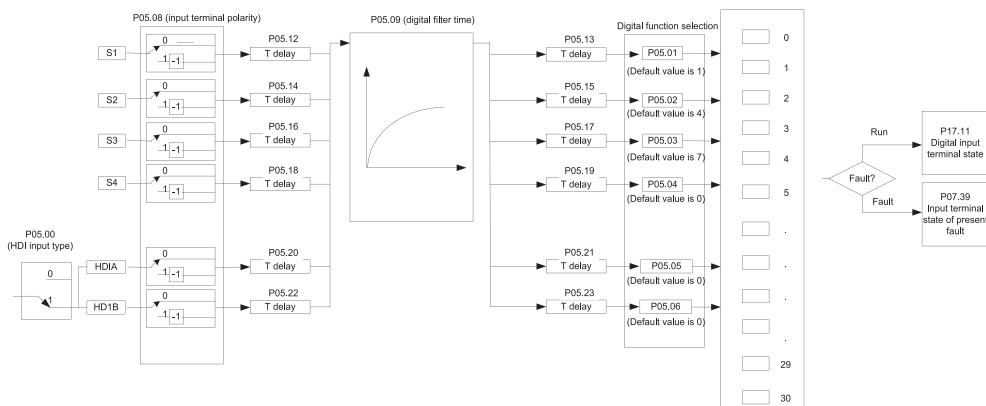 P05.08 (input terminal polarity)
P05.09 (digital filter time)
Digital function selection
S1
0
1
-1
P05.12
T delay
P05.13
T delay
P05.01
(Default value is 1)
S2
0
1
-1
P05.14
T delay
P05.15
T delay
P05.02
(Default value is 4)
S3
0
1
-1
P05.16
T delay
P05.17
T delay
P05.03
(Default value is 7)
S4
0
1
-1
P05.18
T delay
P05.19
T delay
P05.04
(Default value is 0)
P05.00
(HDI input type)
0
1
HDIA
0
1
-1
P05.20
T delay
P05.21
T delay
P05.05
(Default value is 0)
HD1B
0
1
-1
P05.22
T delay
P05.23
T delay
P05.06
(Default value is 0)
0
1
2
3
4
5
.
.
.
.
29
30
Fault?
Run
Fault
P17.11
Digital input
terminal state
P07.39
Input terminal
state of present
fault